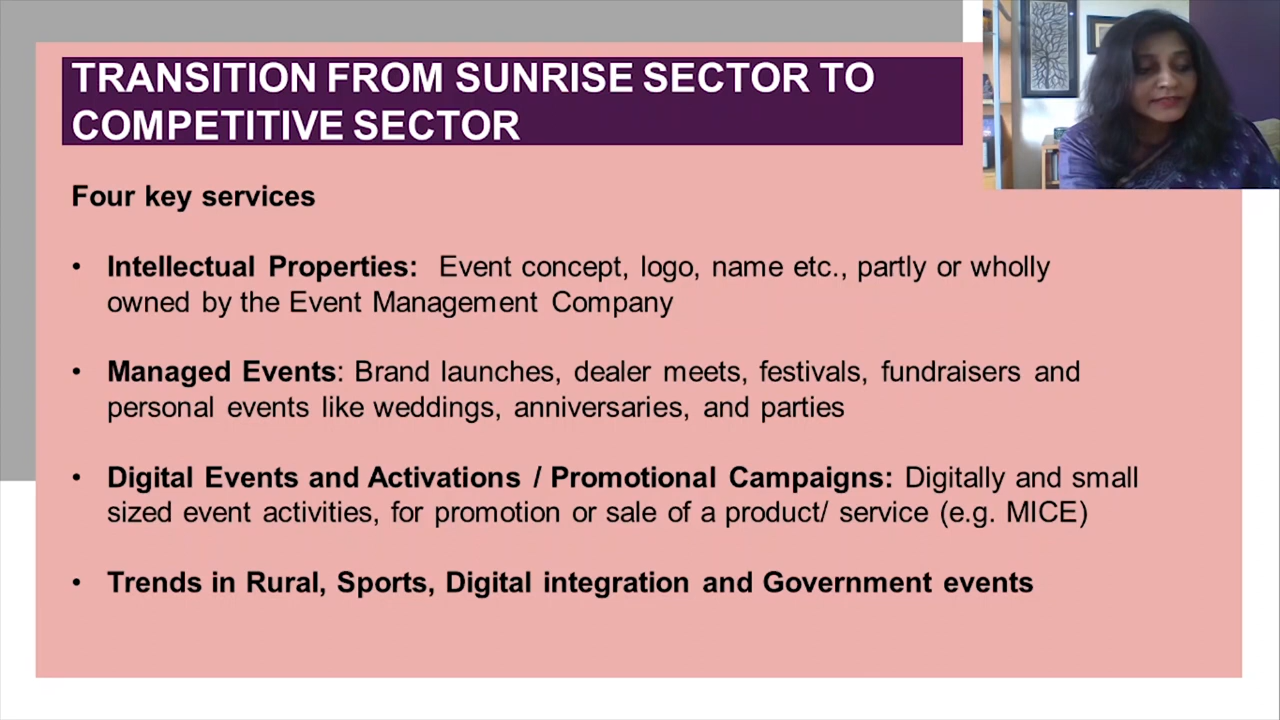 TRANSITION FROM SUNRISE SECTOR TO
COMPETITIVE SECTOR
Four key services
• Intellectual Properties: Event concept, logo, name etc., partly or wholly
owned by the Event Management Company
• Managed Events: Brand launches, dealer meets, festivals, fundraisers and
personal events like weddings, anniversaries, and parties
• Digital Events and Activations / Promotional Campaigns: Digitally and small
sized event activities, for promotion or sale of a product/ service (e.g. MICE)
• Trends in Rural, Sports, Digital integration and Government events